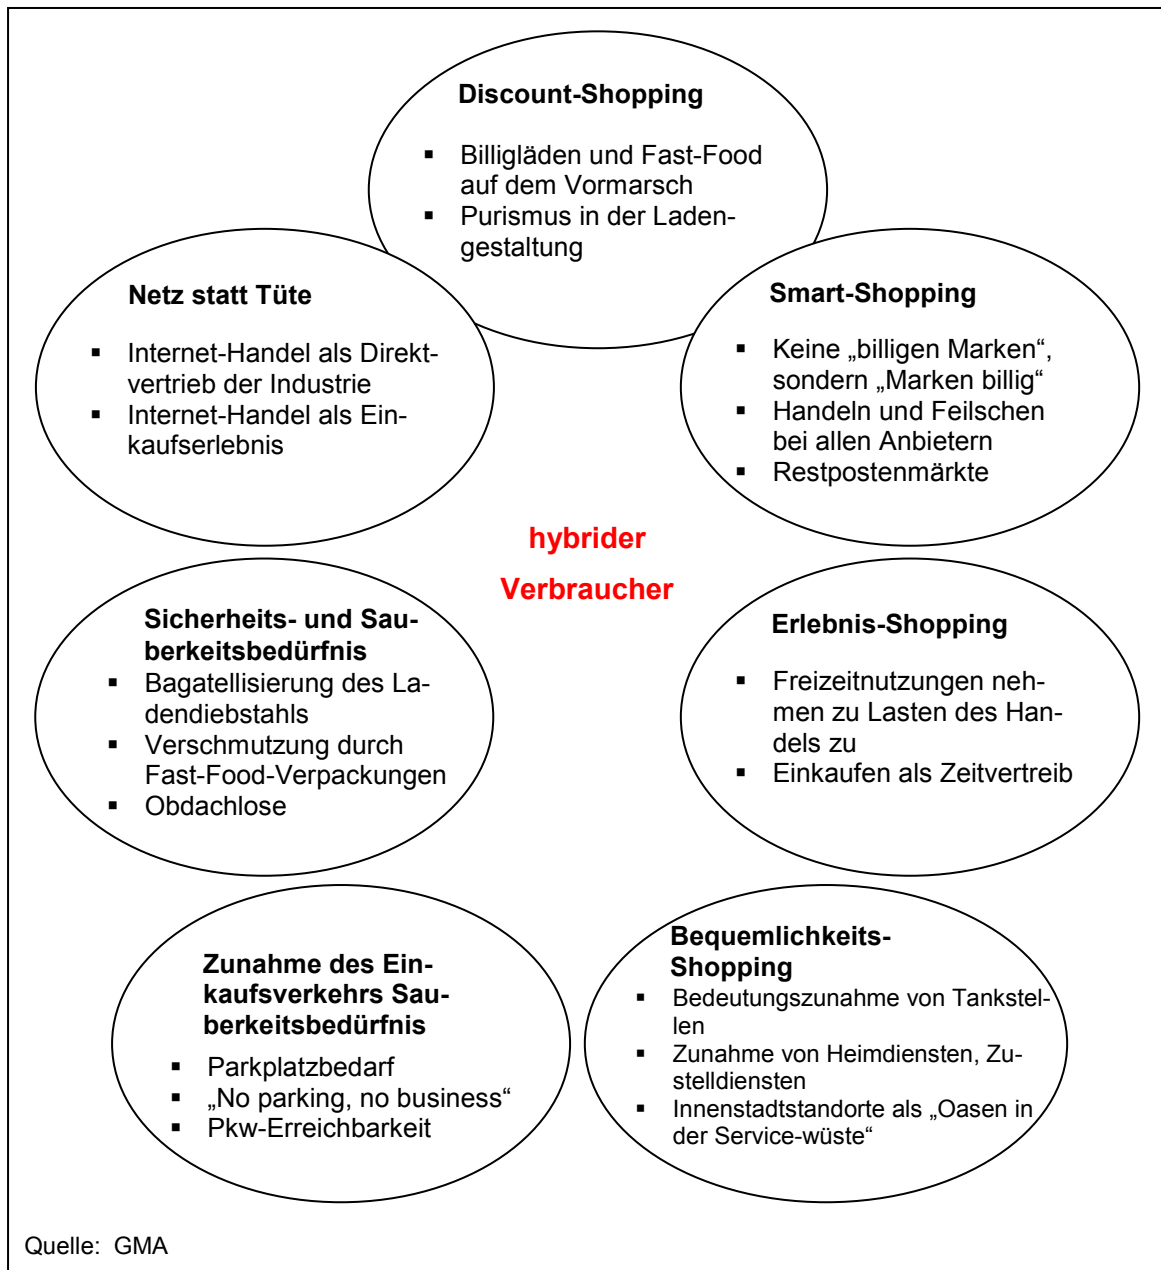 Discount-Shopping
▪ Billigläden und Fast-Food
auf dem Vormarsch
▪ Purismus in der Laden-
gestaltung
Netz statt Tüte
▪ Internet-Handel als Direkt-
vertrieb der Industrie
▪ Internet-Handel als Ein-
kaufserlebnis
Smart-Shopping
▪ Keine „billigen Marken“,
sondern „Marken billig“
▪ Handeln und Feilschen
bei allen Anbietern
▪ Restpostenmärkte
hybrider
Verbraucher
Sicherheits- und Sau-
berkeitsbedürfnis
▪ Bagatellisierung des La-
dendiebstahls
▪ Verschmutzung durch
Fast-Food-Verpackungen
▪ Obdachlose
Erlebnis-Shopping
▪ Freizeitnutzungen neh-
men zu Lasten des Han-
dels zu
▪ Einkaufen als Zeitvertreib
Zunahme des Ein-
kaufsverkehrs Sau-
berkeitsbedürfnis
▪ Parkplatzbedarf
▪ „No parking, no business“
▪ Pkw-Erreichbarkeit
Bequemlichkeits-
Shopping
▪ Bedeutungszunahme von Tankstel-
len
▪ Zunahme von Heimdiensten, Zu-
stelldiensten
▪ Innenstadtstandorte als „Oasen in
der Service-wüste“
Quelle: GMA